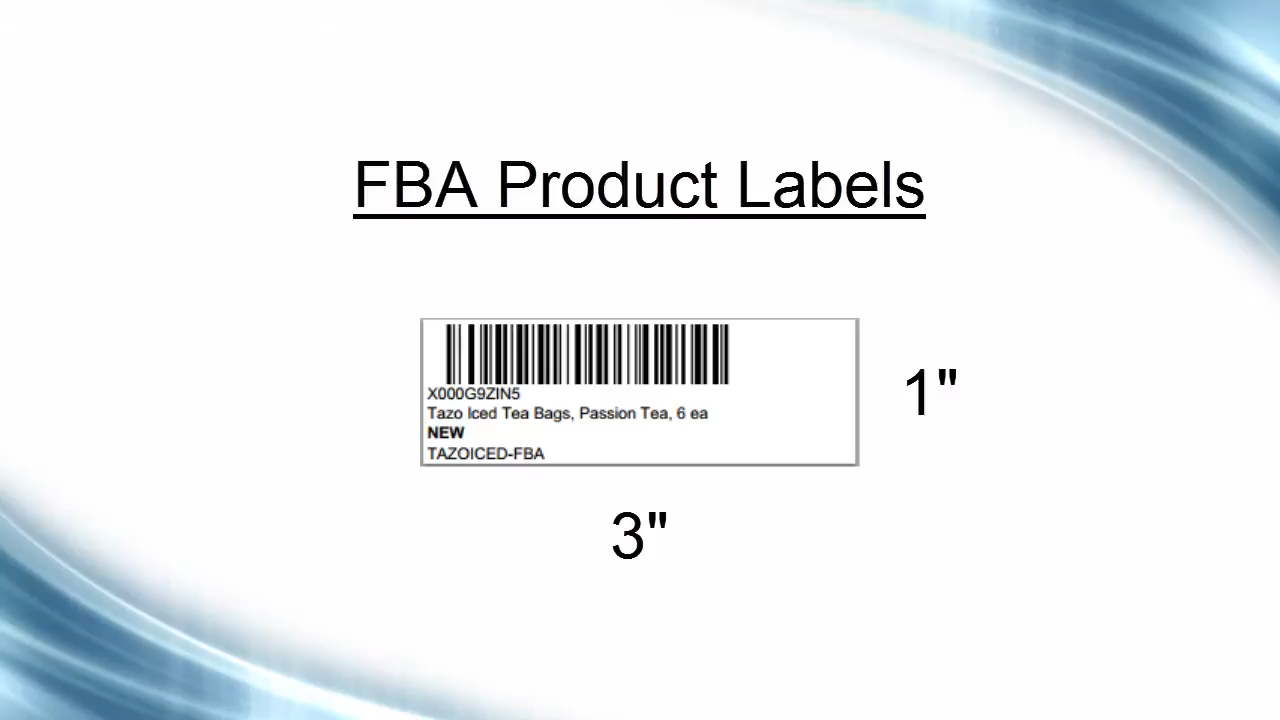 FBA Product Labels
X000G9ZIN5
Tazo Iced Tea Bags, Passion Tea, 6 ea
NEW
TAZOICED-FBA
1"
3"